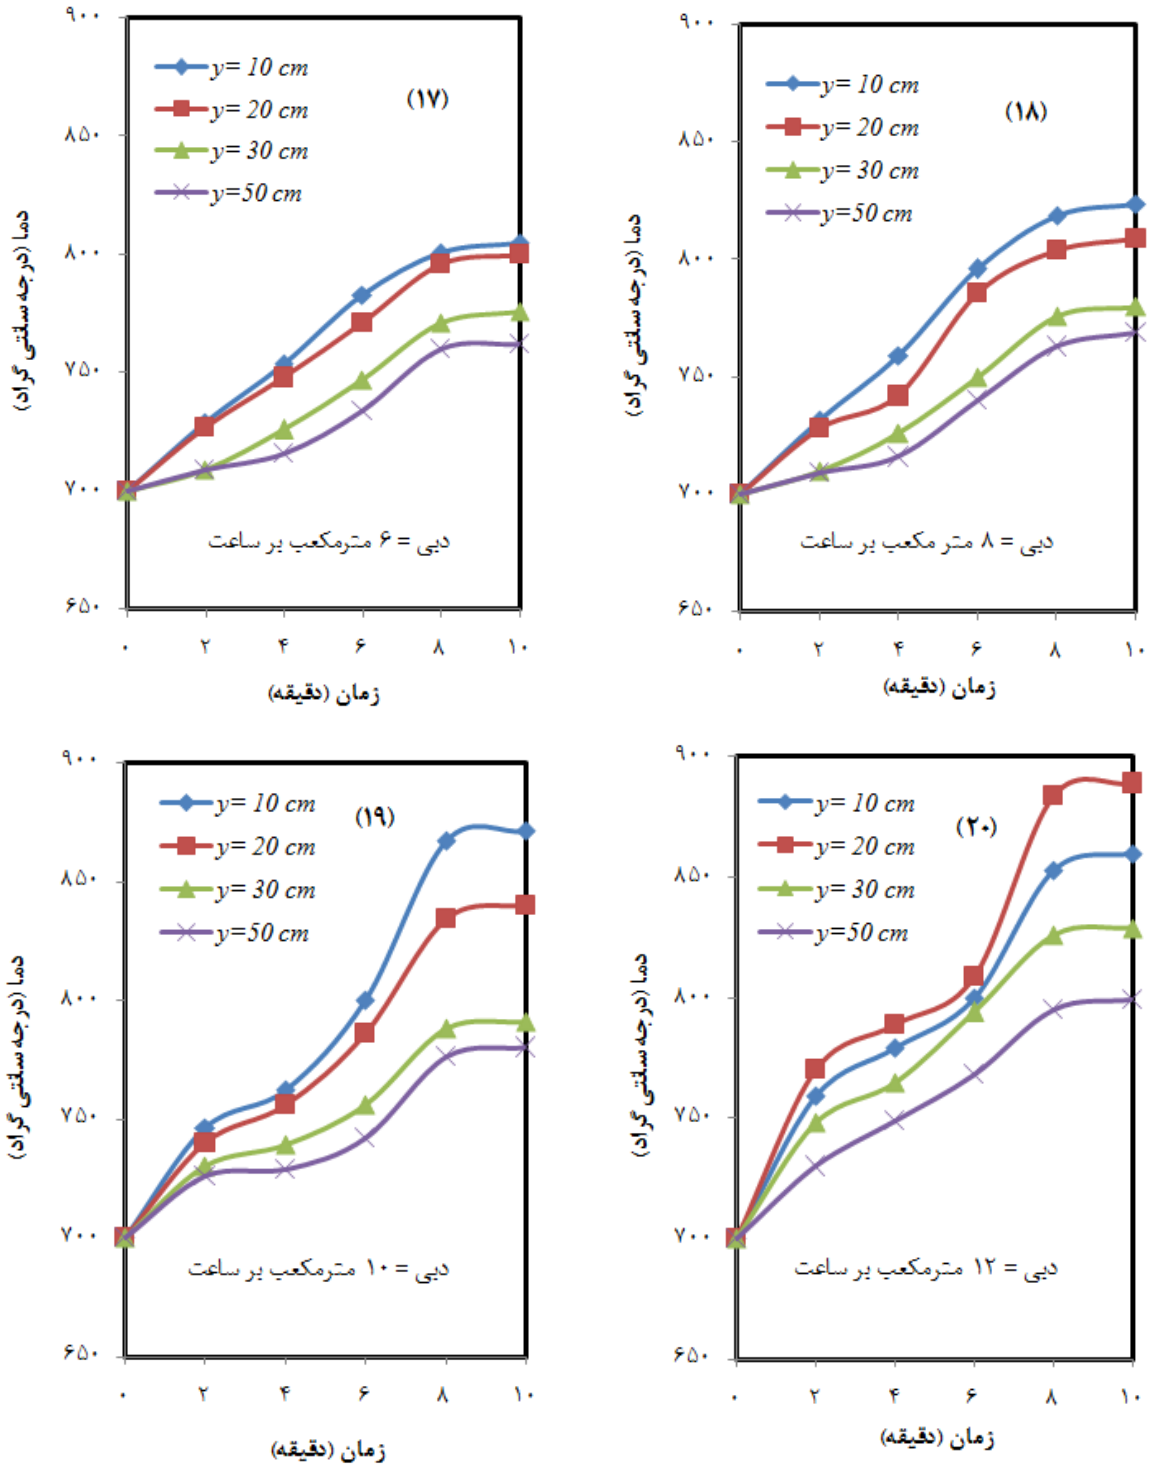 ۹۰۰
۸۵۰
۸۰۰
۷۵۰
۷۰۰
۶۵۰
y= 10 cm
y= 20 cm
y= 30 cm
y=50 cm
(۱۷)
دبی = ۶ مترمکعب بر ساعت
دما (درجه سانتی گراد)
۰ ۲ ۴ ۶ ۸ ۱۰
زمان (دقیقه)
۹۰۰
۸۵۰
۸۰۰
۷۵۰
۷۰۰
۶۵۰
y= 10 cm
y= 20 cm
y= 30 cm
y=50 cm
(۱۸)
دبی = ۸ متر مکعب بر ساعت
دما (درجه سانتی گراد)
۰ ۲ ۴ ۶ ۸ ۱۰
زمان (دقیقه)
۹۰۰
۸۵۰
۸۰۰
۷۵۰
۷۰۰
۶۵۰
y= 10 cm
y= 20 cm
y= 30 cm
y=50 cm
(۱۹)
دبی = ۱۰ مترمکعب بر ساعت
دما (درجه سانتی گراد)
۰ ۲ ۴ ۶ ۸ ۱۰
زمان (دقیقه)
۹۰۰
۸۵۰
۸۰۰
۷۵۰
۷۰۰
۶۵۰
y= 10 cm
y= 20 cm
y= 30 cm
y=50 cm
(۲۰)
دبی = ۱۲ مترمکعب بر ساعت
دما (درجه سانتی گراد)
۰ ۲ ۴ ۶ ۸ ۱۰
زمان (دقیقه)